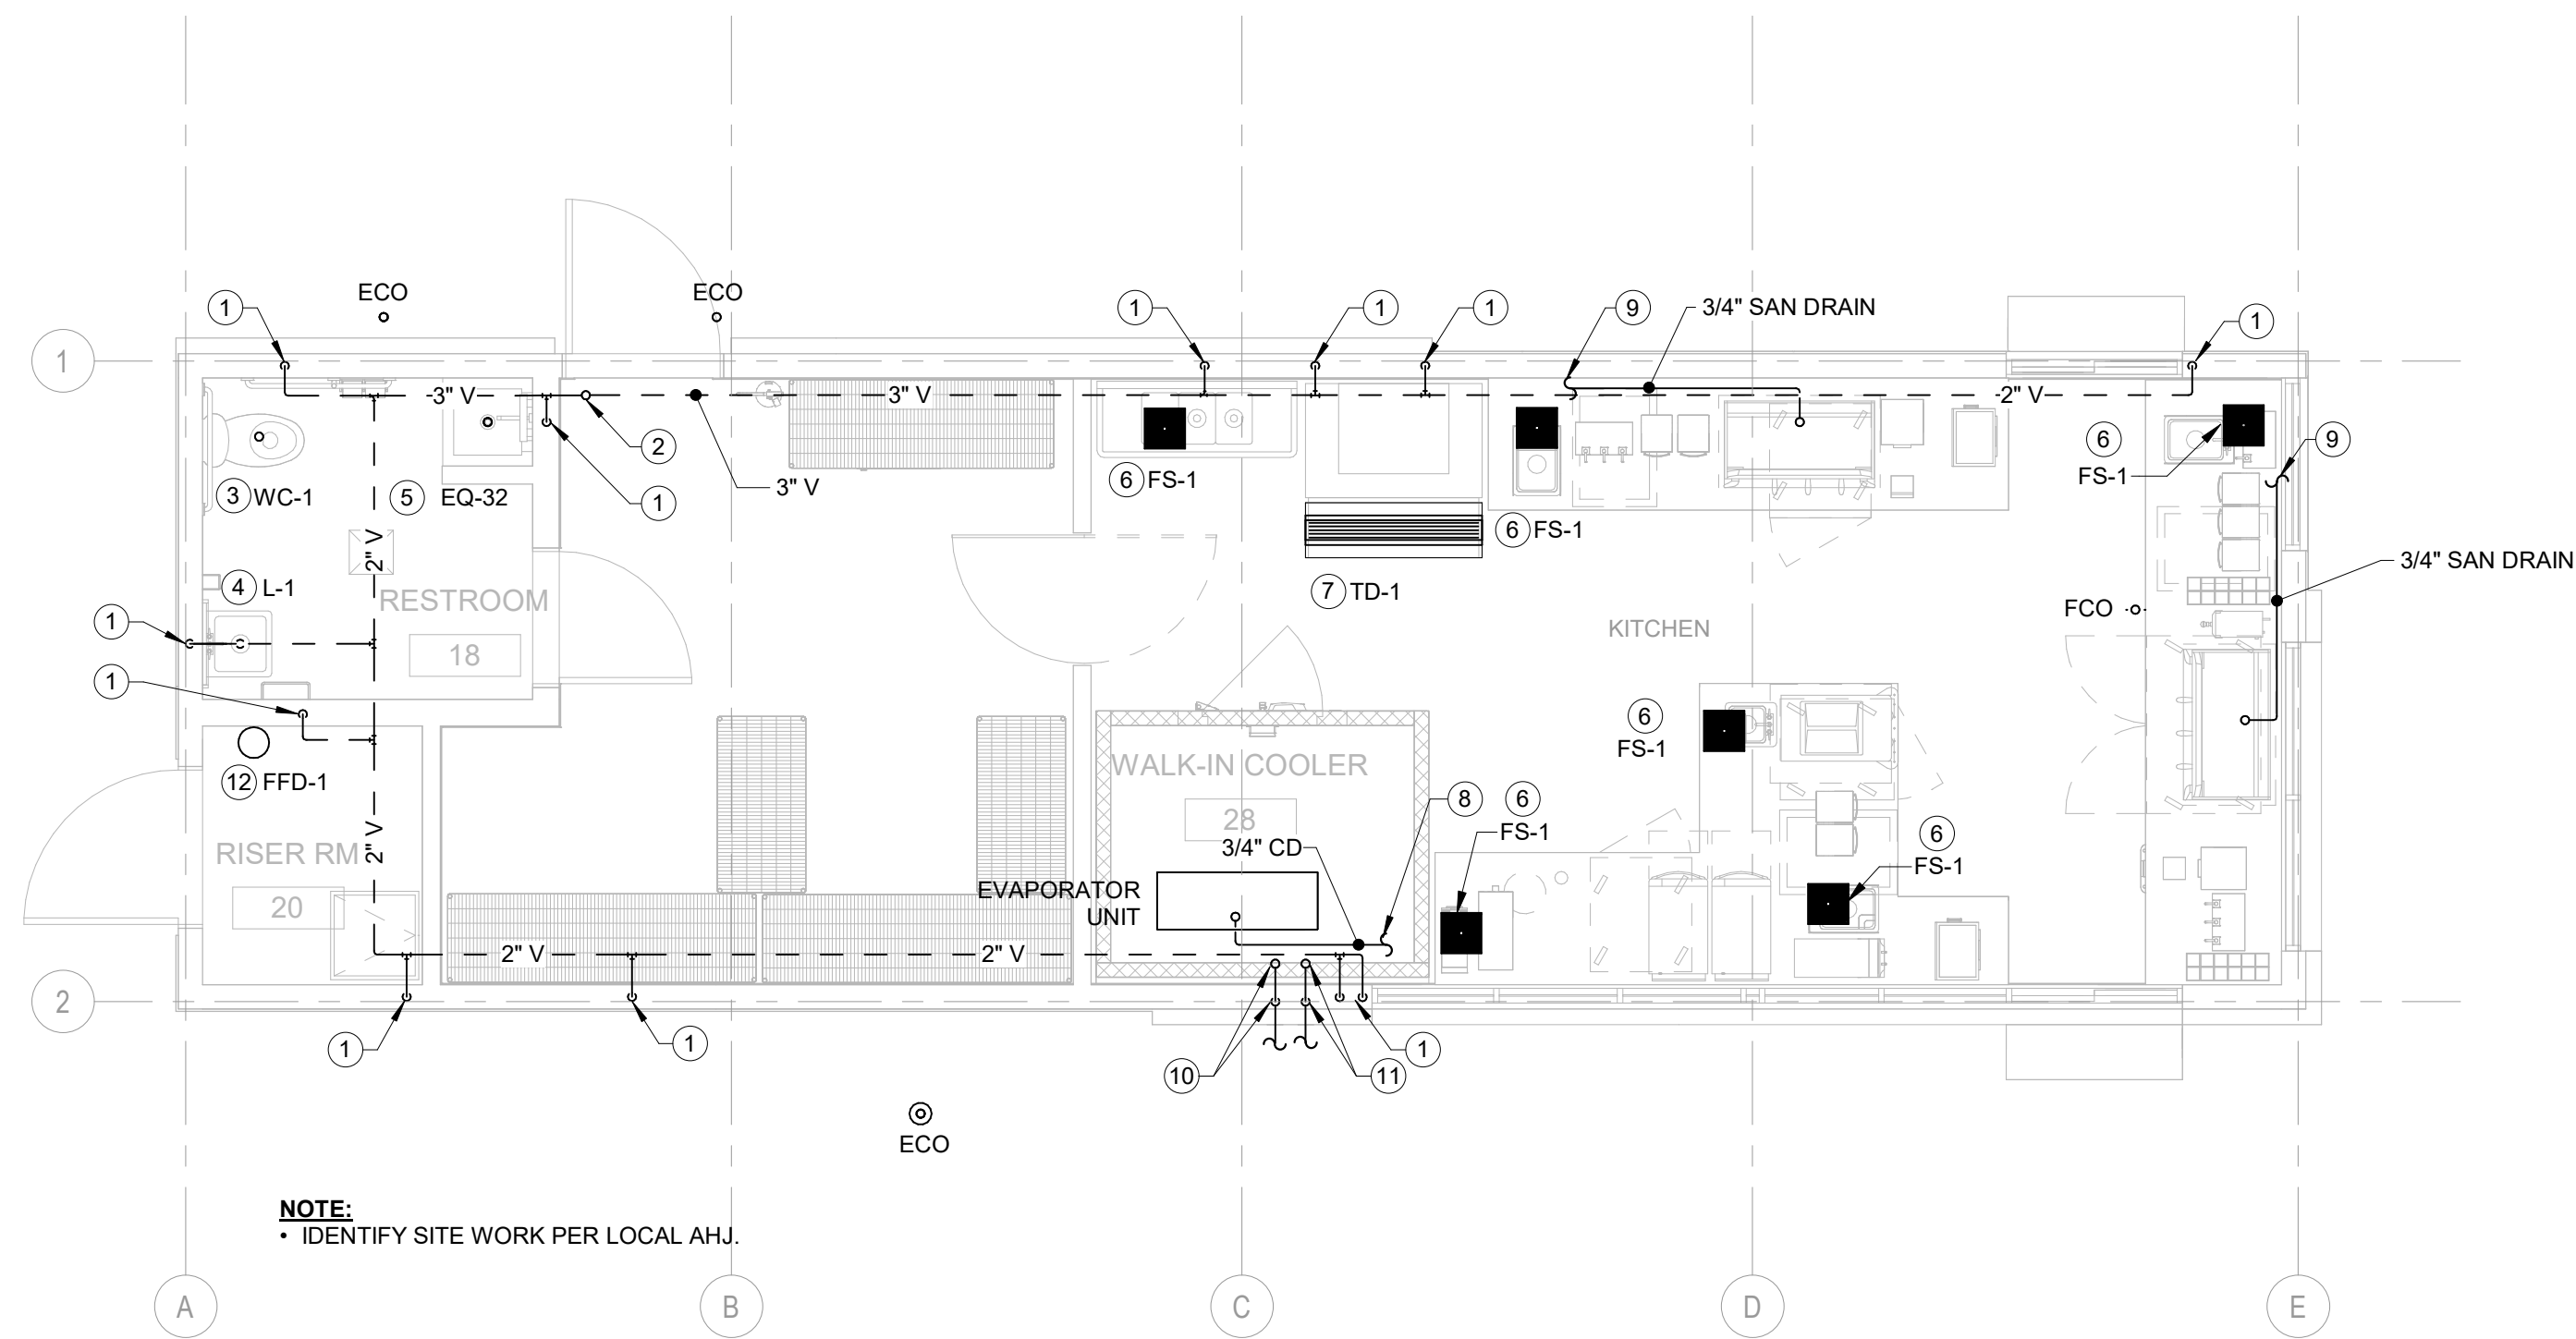 ECO
ECO
1
1
1
1
9
3/4" SAN DRAIN
1
1
3" V
3" V
2" V
2
6
9
3
WC-1
5
EQ-32
3" V
1
6 FS-1
FS-1
6 FS-1
2" V
3/4" SAN DRAIN
4 L-1
RESTROOM
7 TD-1
FCO
1
KITCHEN
18
1
6
FS-1
12 FFD-1
WALK-IN COOLER
8
6
FS-1
28
3/4" CD
6
FS-1
2" V
RISER RM
20
EVAPORATOR
UNIT
2" V
2" V
2
1
1
1
10
11
ECO
NOTE:
• IDENTIFY SITE WORK PER LOCAL AHJ.
A
B
C
D
E